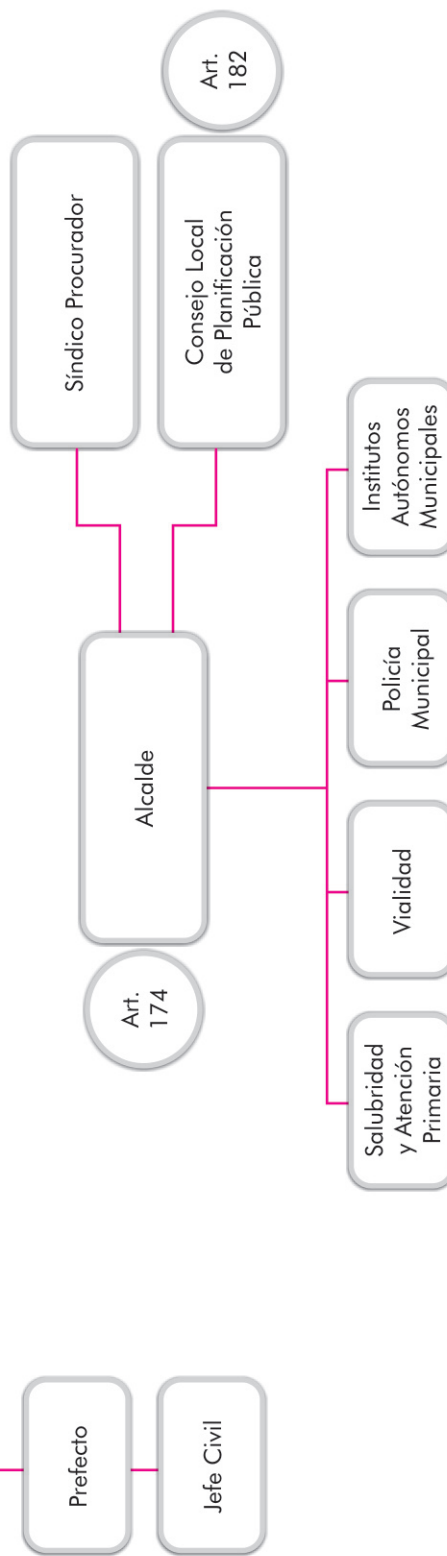 Prefecto
Jefe Civil
Art.
174
Alcalde
Síndico Procurador
Consejo Local
de Planificación
Pública
Art.
182
Salubridad
y Atención
Primaria
Vialidad
Policía
Municipal
Institutos
Autónomos
Municipales